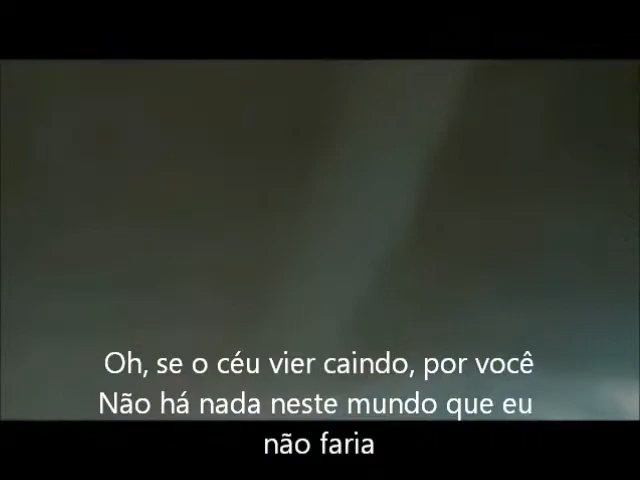 Oh, se o céu vier caindo, por você
Não há nada neste mundo que eu
não faria